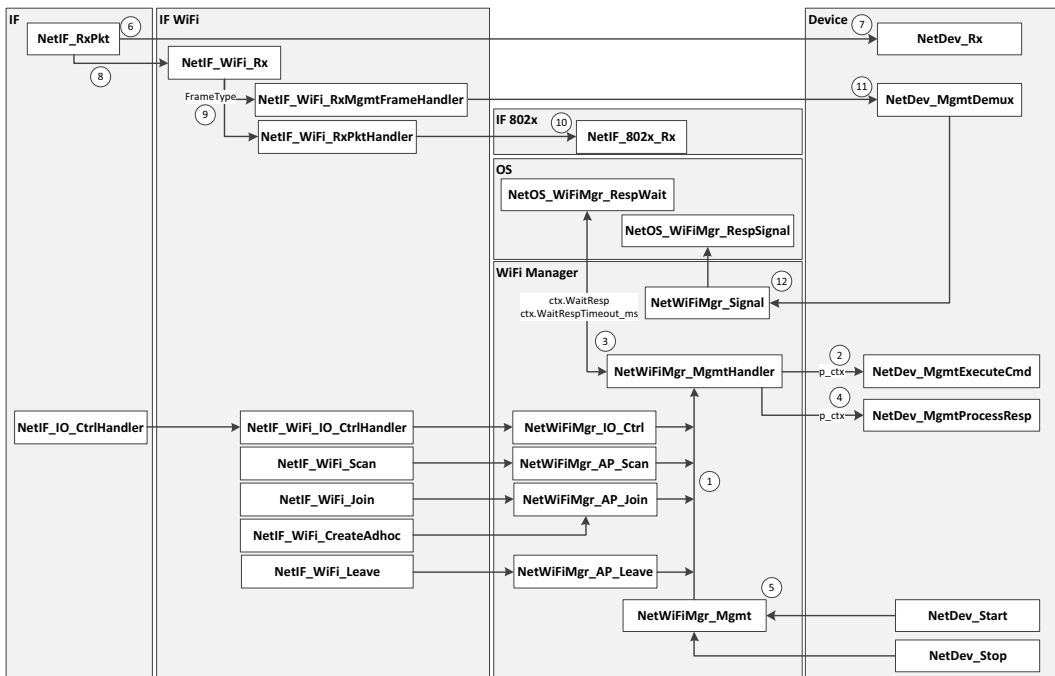 IF
IF WiFi
Device
6
7
NetIF_RxPkt
NetDev_Rx
8
NetIF_WiFi_Rx
FrameType
9
NetIF_WiFi_RxMgmtFrameHandler
11
NetDev_MgmtDemux
NetIF_WiFi_RxPktHandler
IF 802x
10
NetIF_802x_Rx
OS
NetOS_WiFiMgr_RespWait
NetOS_WiFiMgr_RespSignal
WiFi Manager
12
NetWiFiMgr_Signal
ctx.WaitResp
ctx.WaitRespTimeout_ms
3
2
NetWiFiMgr_MgmtHandler
p_ctx
NetDev_MgmtExecuteCmd
4
p_ctx
NetDev_MgmtProcessResp
NetIF_IO_CtrlHandler
NetIF_WiFi_IO_CtrlHandler
NetWiFiMgr_IO_Ctrl
NetIF_WiFi_Scan
NetWiFiMgr_AP_Scan
1
NetIF_WiFi_Join
NetWiFiMgr_AP_Join
NetIF_WiFi_CreateAdhoc
NetIF_WiFi_Leave
NetWiFiMgr_AP_Leave
5
NetWiFiMgr_Mgmt
NetDev_Start
NetDev_Stop